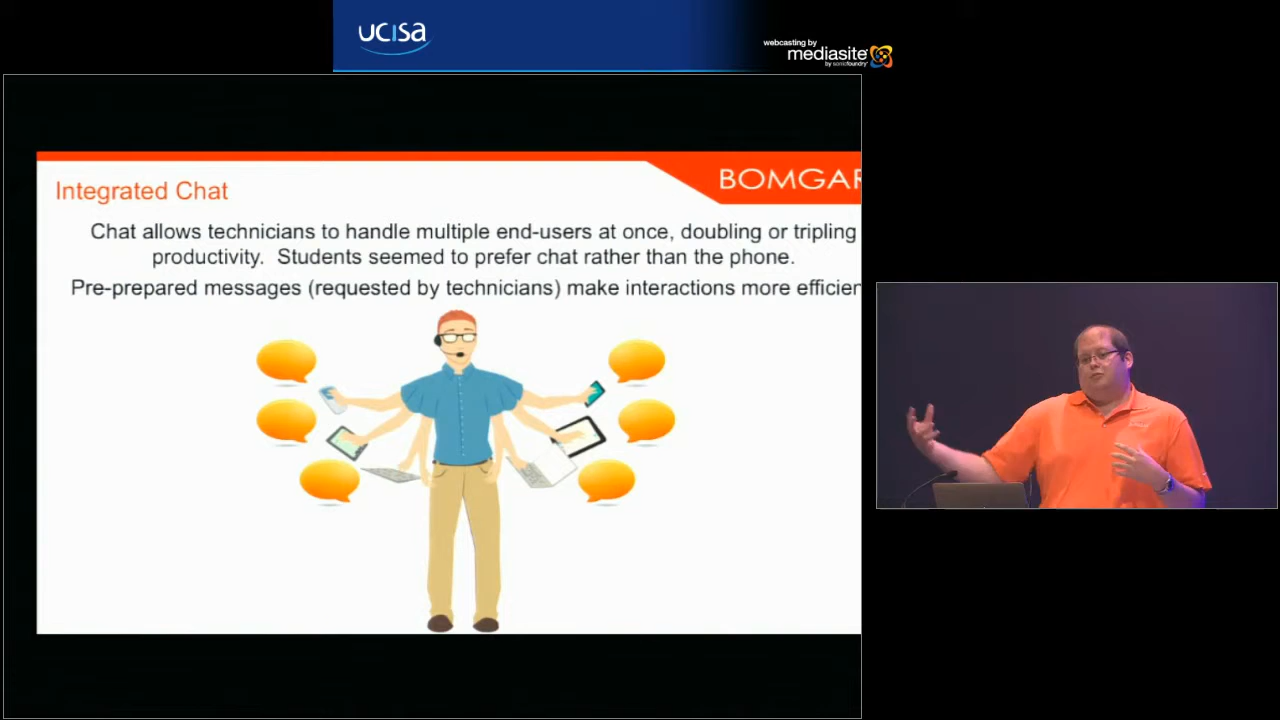 ucisa
webcasting by
mediasite
by sonicfoundry
BOMGAR
Integrated Chat
Chat allows technicians to handle multiple end-users at once, doubling or tripling
productivity. Students seemed to prefer chat rather than the phone.
Pre-prepared messages (requested by technicians) make interactions more efficien